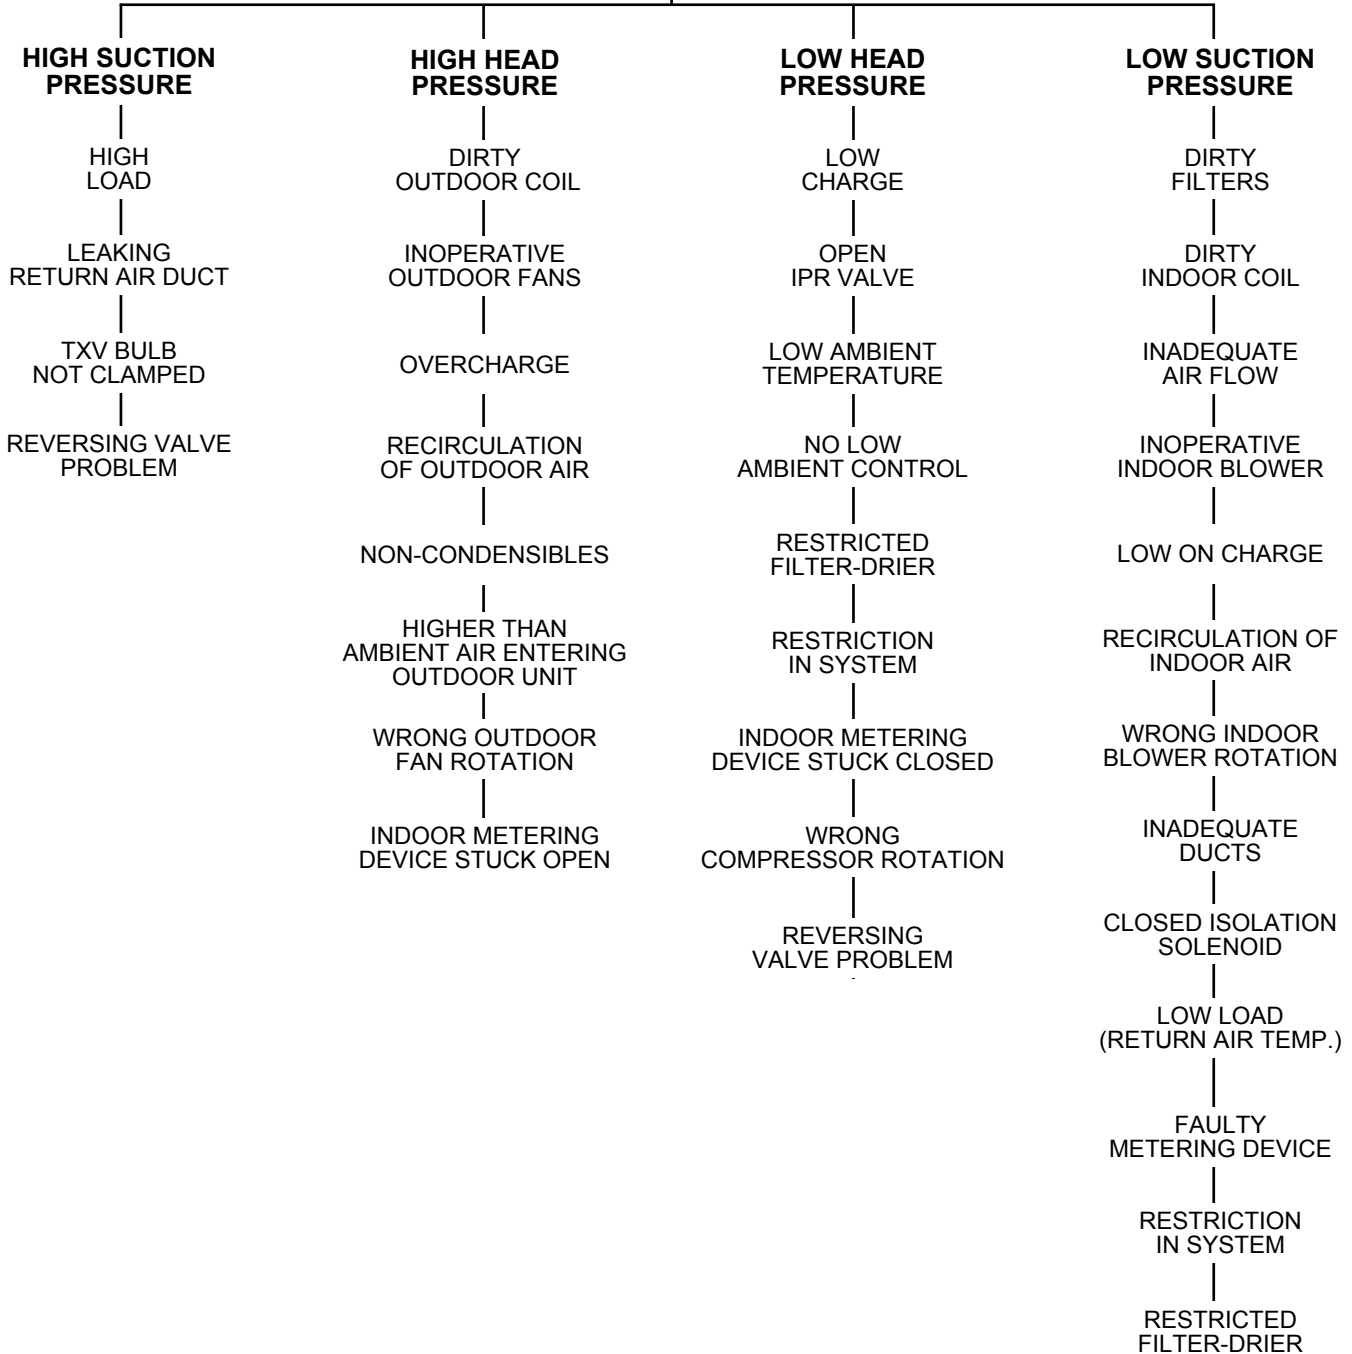 HIGH SUCTION
PRESSURE
HIGH
LOAD
LEAKING
RETURN AIR DUCT
TXV BULB
NOT CLAMPED
REVERSING VALVE
PROBLEM
HIGH HEAD
PRESSURE
DIRTY
OUTDOOR COIL
INOPERATIVE
OUTDOOR FANS
OVERCHARGE
RECIRCULATION
OF OUTDOOR AIR
NON-CONDENSIBLES
HIGHER THAN
AMBIENT AIR ENTERING
OUTDOOR UNIT
WRONG OUTDOOR
FAN ROTATION
INDOOR METERING
DEVICE STUCK OPEN
LOW HEAD
PRESSURE
LOW
CHARGE
OPEN
IPR VALVE
LOW AMBIENT
TEMPERATURE
NO LOW
AMBIENT CONTROL
RESTRICTED
FILTER-DRIER
RESTRICTION
IN SYSTEM
INDOOR METERING
DEVICE STUCK CLOSED
WRONG
COMPRESSOR ROTATION
REVERSING
VALVE PROBLEM
LOW SUCTION
PRESSURE
DIRTY
FILTERS
DIRTY
INDOOR COIL
INADEQUATE
AIR FLOW
INOPERATIVE
INDOOR BLOWER
LOW ON CHARGE
RECIRCULATION OF
INDOOR AIR
WRONG INDOOR
BLOWER ROTATION
INADEQUATE
DUCTS
CLOSED ISOLATION
SOLENOID
LOW LOAD
(RETURN AIR TEMP.)
FAULTY
METERING DEVICE
RESTRICTION
IN SYSTEM
RESTRICTED
FILTER-DRIER